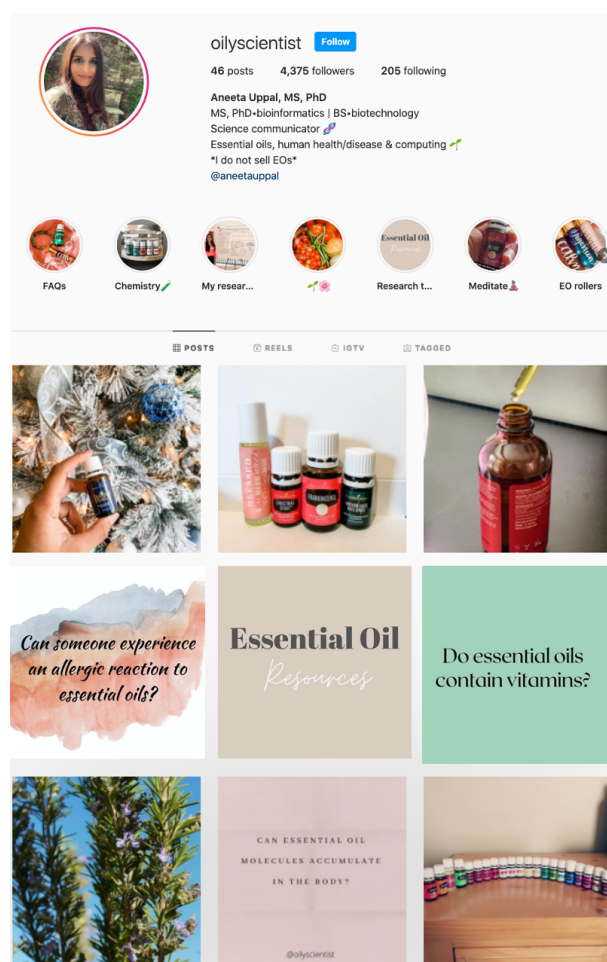 oilyscientist Follow
46 posts 4,375 followers 205 following
Aneeta Uppal, MS, PhD
MS, PhD•bioinformatics | BS•biotechnology
Science communicator 🧬
Essential oils, human health/disease & computing 🌱
*I do not sell EOs*
@aneetauppal
Essential Oil
FAQs Chemistry🧪 My resear... 🌱🌸 Research t... Meditate🧘🏽‍♀️ EO rollers
POSTS REELS IGTV TAGGED
FRANKINCENSE
Can someone experience
an allergic reaction to
essential oils?
Essential Oil
Resources
Do essential oils
contain vitamins?
CAN ESSENTIAL OIL
MOLECULES ACCUMULATE
IN THE BODY?
@oilyscientist